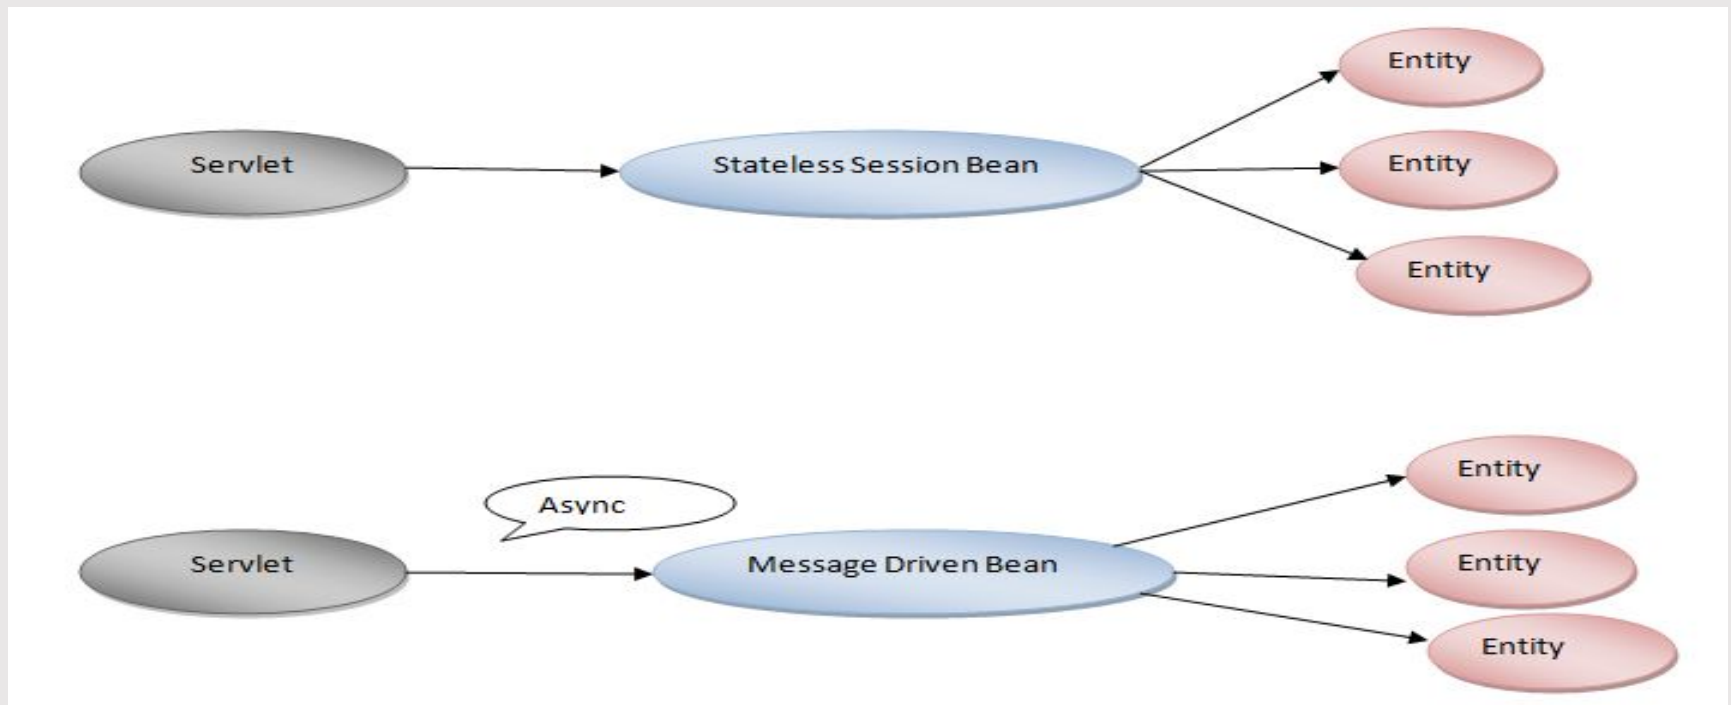 Entity
Servlet
Stateless Session Bean
Entity
Entity
Async
Entity
Servlet
Message Driven Bean
Entity
Entity